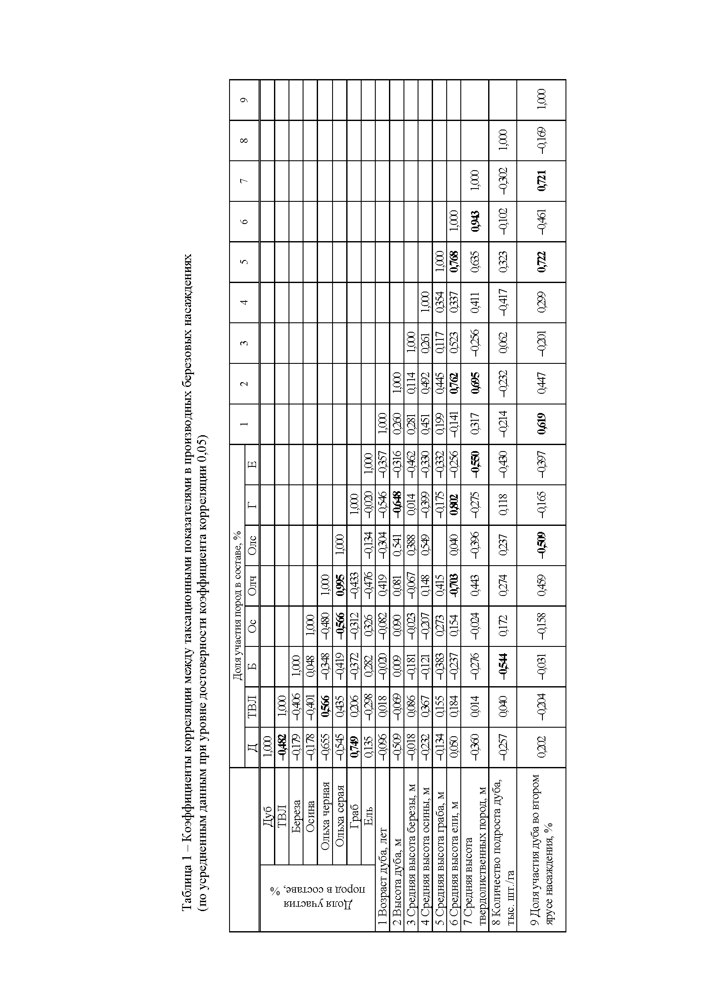 Таблица 1 – Коэффициенты корреляции между таксационными показателями в производных березовых насаждениях
(по усредненным данным при уровне достоверности коэффициента корреляции 0,05)
Доля участия пород в составе, % 1 2 3 4 5 6 7 8 9
Д ТВЛ Б Ос Олч Олс Г Е
Доля участия
пород в составе, %
Дуб 1,000
ТВЛ –0,482 1,000
Береза –0,179 –0,406 1,000
Осина –0,178 –0,401 0,048 1,000
Ольха черная –0,655 0,566 –0,348 –0,480 1,000
Ольха серая –0,545 0,435 –0,419 –0,566 0,995 1,000
Граб 0,749 0,206 –0,372 –0,312 –0,433 1,000
Ель 0,135 –0,298 0,282 0,326 –0,476 –0,134 –0,020 1,000
1 Возраст дуба, лет –0,096 0,018 –0,020 –0,082 0,419 –0,304 –0,546 –0,357 1,000
2 Высота дуба, м –0,509 –0,069 0,009 0,090 0,081 0,541 –0,648 –0,316 0,260 1,000
3 Средняя высота березы, м –0,018 0,086 –0,181 –0,023 –0,067 0,388 0,014 –0,462 0,281 0,114 1,000
4 Средняя высота осины, м –0,232 0,367 –0,121 –0,207 0,148 0,549 –0,399 –0,330 0,451 0,492 0,261 1,000
5 Средняя высота граба, м –0,134 0,155 –0,383 0,273 0,415 –0,175 –0,332 0,199 0,445 0,117 0,354 1,000
6 Средняя высота ели, м 0,050 0,184 –0,237 0,154 -0,703 0,040 0,802 –0,256 –0,141 0,762 0,523 0,337 0,768 1,000
7 Средняя высота
твердолиственных пород, м –0,360 0,014 –0,276 –0,024 0,443 –0,396 –0,275 –0,550 0,317 0,695 –0,256 0,411 0,635 0,943 1,000
8 Количество подроста дуба,
тыс. шт./га –0,257 0,040 –0,544 0,172 0,274 0,237 0,118 –0,430 –0,214 –0,232 0,062 –0,417 0,323 –0,102 –0,302 1,000
9 Доля участия дуба во втором
ярусе насаждения, % 0,202 –0,204 –0,031 –0,158 0,459 –0,509 –0,165 –0,397 0,619 0,447 –0,201 0,299 0,722 –0,461 0,721 –0,169 1,000